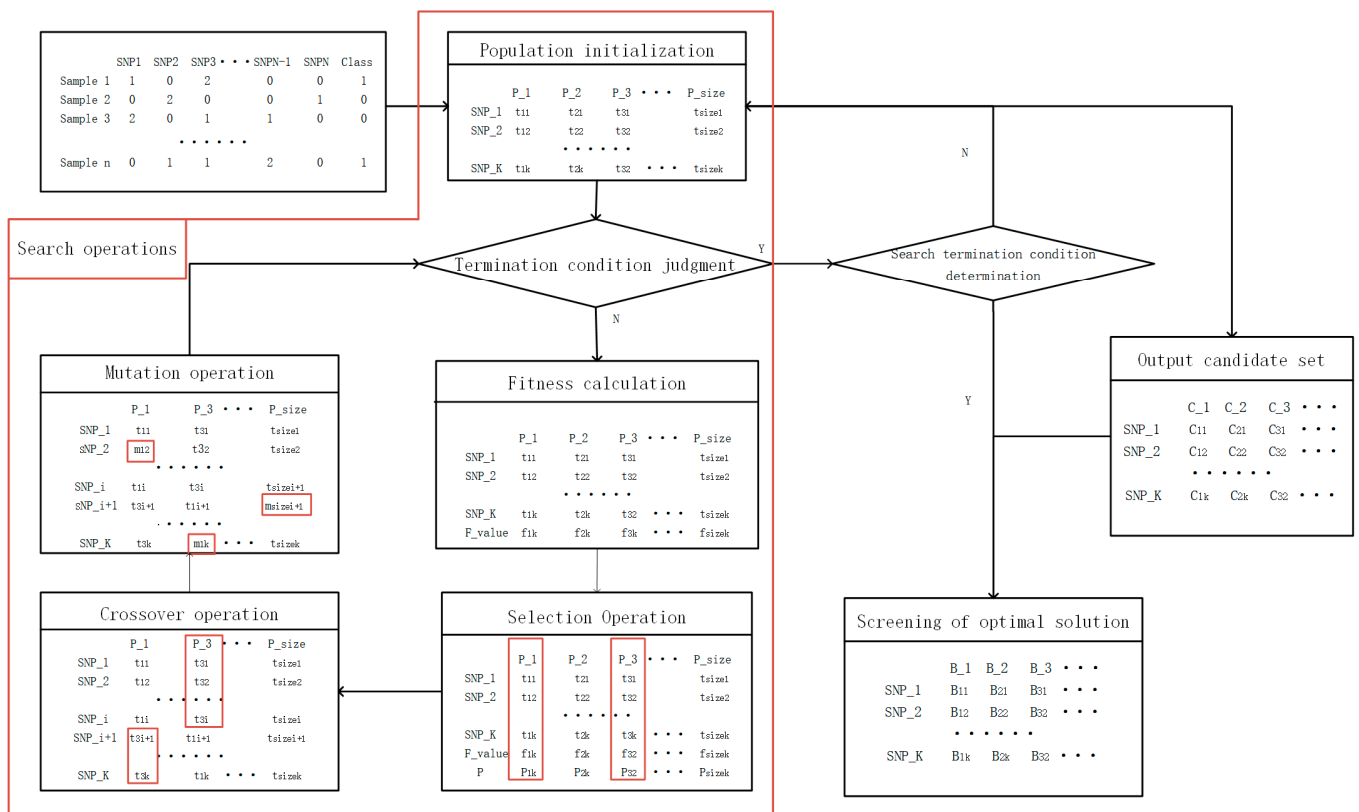 SNP1 SNP2 SNP3 • • • SNPN-1 SNPN Class
Sample 1 1 0 2 0 0 1
Sample 2 0 2 0 0 1 0
Sample 3 2 0 1 1 0 0
• • • • • •
Sample n 0 1 1 2 0 1
Population initialization
P_1 P_2 P_3 • • • P_size
SNP_1 t11 t21 t31 tsize1
SNP_2 t12 t22 t32 tsize2
• • • • • •
SNP_K t1k t2k t32 • • • tsizek
Search operations
Termination condition judgment
Y
N
Search termination condition
determination
N
Y
Output candidate set
C_1 C_2 C_3 • • •
SNP_1 C11 C21 C31 • • •
SNP_2 C12 C22 C32 • • •
• • • • • •
SNP_K C1k C2k C32 • • •
Mutation operation
P_1 P_3 • • • P_size
SNP_1 t11 t31 tsize1
sNP_2 m12 t32 tsize2
• • • • • •
SNP_i t1i t3i tsizei+1
sNP_i+1 t3i+1 t1i+1 msizei+1
• • • • •
SNP_K t3k m1k • • • tsizek
Fitness calculation
P_1 P_2 P_3 • • • P_size
SNP_1 t11 t21 t31 tsize1
SNP_2 t12 t22 t32 tsize2
• • • • • •
SNP_K t1k t2k t32 • • • tsizek
F_value f1k f2k f3k • • • fsizek
Crossover operation
P_1 P_3 • • • P_size
SNP_1 t11 t31 tsize1
SNP_2 t12 t32 tsize2
• • • • • •
SNP_i t1i t3i tsizei
SNP_i+1 t3i+1 t1i+1 tsizei+1
• • • • • •
SNP_K t3k t1k • • • tsizek
Selection Operation
P_1 P_2 P_3 • • • P_size
SNP_1 t11 t21 t31 tsize1
SNP_2 t12 t22 t32 tsize2
• • • • • •
SNP_K t1k t2k t3k • • • tsizek
F_value f1k f2k f32 • • • fsizek
P P1k P2k P32 • • • Psizek
Screening of optimal solution
B_1 B_2 B_3 • • •
SNP_1 B11 B21 B31 • • •
SNP_2 B12 B22 B32 • • •
• • • • • •
SNP_K B1k B2k B32 • • •